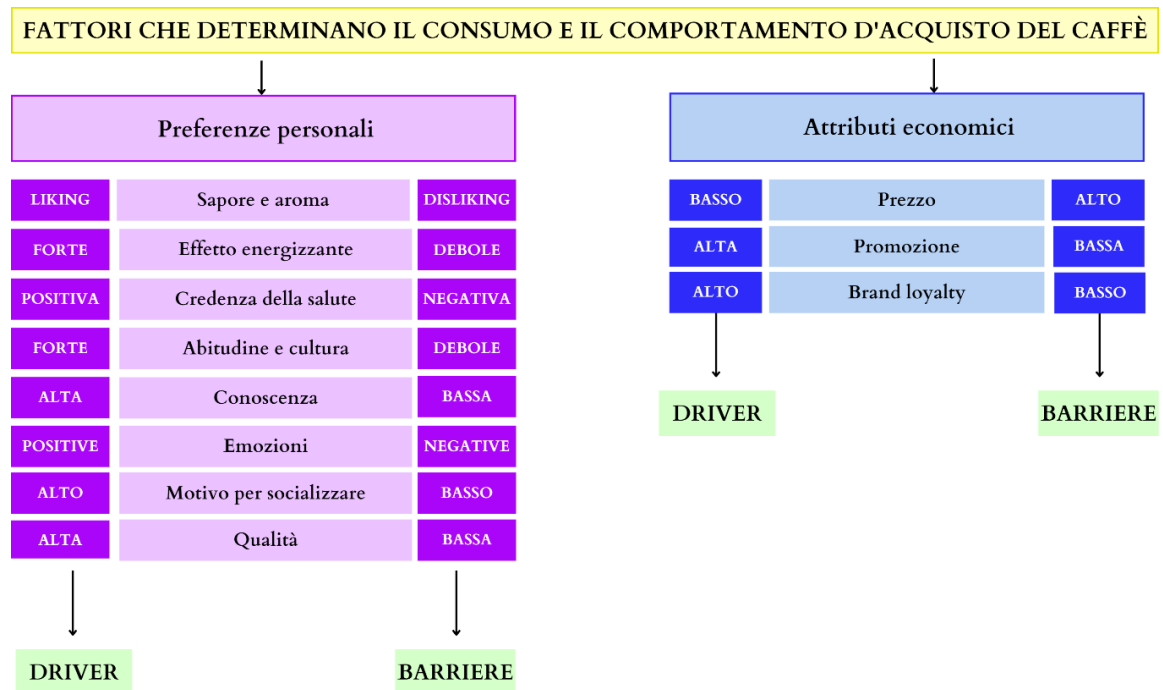 FATTORI CHE DETERMINANO IL CONSUMO E IL COMPORTAMENTO D'ACQUISTO DEL CAFFÈ
Preferenze personali
LIKING Sapore e aroma DISLIKING
FORTE Effetto energizzante DEBOLE
POSITIVA Credenza della salute NEGATIVA
FORTE Abitudine e cultura DEBOLE
ALTA Conoscenza BASSA
POSITIVE Emozioni NEGATIVE
ALTO Motivo per socializzare BASSO
ALTA Qualità BASSA
DRIVER BARRIERE
Attributi economici
BASSO Prezzo ALTO
ALTA Promozione BASSA
ALTO Brand loyalty BASSO
DRIVER BARRIERE